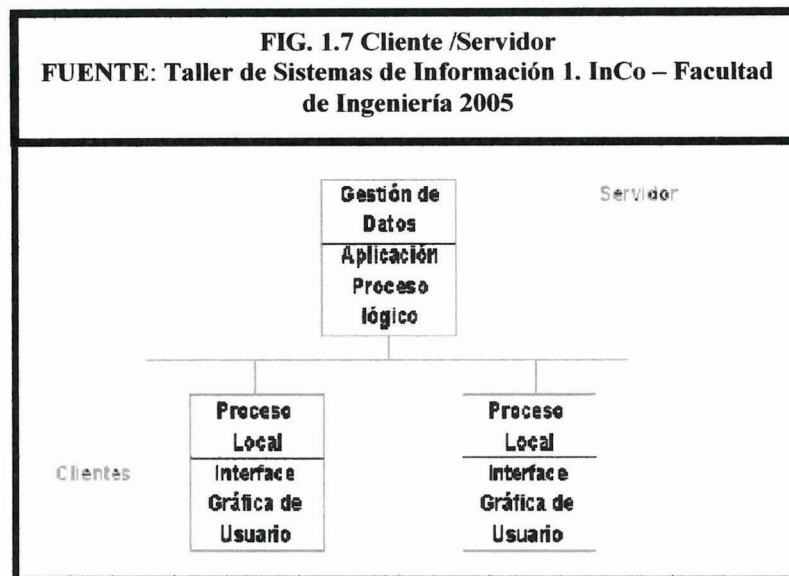 FIG. 1.7 Cliente /Servidor
FUENTE: Taller de Sistemas de Información 1. InCo – Facultad
de Ingeniería 2005
Gestión de
Datos
Servidor
Aplicación
Proceso
lógico
Proceso
Local
Interface
Gráfica de
Usuario
Proceso
Local
Interface
Gráfica de
Usuario
Clientes